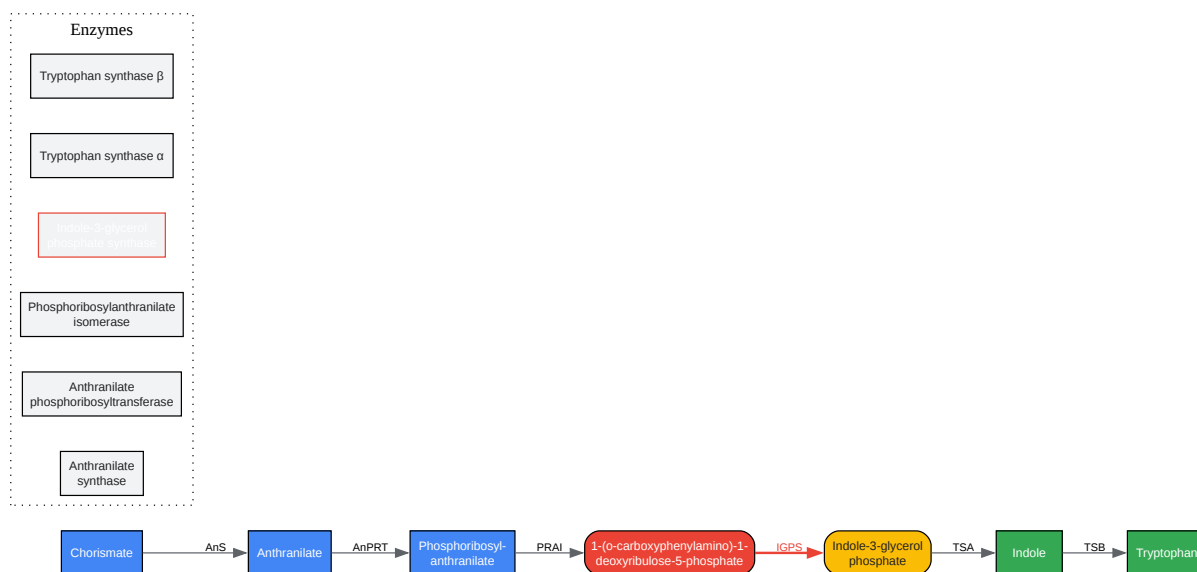 Enzymes
Tryptophan synthase β
Tryptophan synthase α
Indole-3-glycerol
phosphate synthase
Phosphoribosylanthranilate
isomerase
Anthranilate
phosphoribosyltransferase
Anthranilate
synthase
Chorismate
AnS
Anthranilate
AnPRT
Phosphoribosyl-
anthranilate
PRAI
1-(o-carboxyphenylamino)-1-
deoxyribulose-5-phosphate
IGPS
Indole-3-glycerol
phosphate
TSA
Indole
TSB
Tryptophan